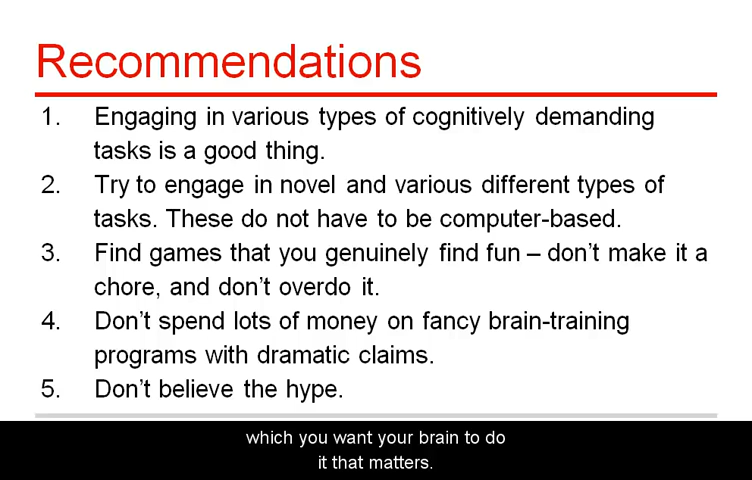 Recommendations
1. Engaging in various types of cognitively demanding
tasks is a good thing.
2. Try to engage in novel and various different types of
tasks. These do not have to be computer-based.
3. Find games that you genuinely find fun – don’t make it a
chore, and don’t overdo it.
4. Don’t spend lots of money on fancy brain-training
programs with dramatic claims.
5. Don’t believe the hype.
which you want your brain to do
it that matters.